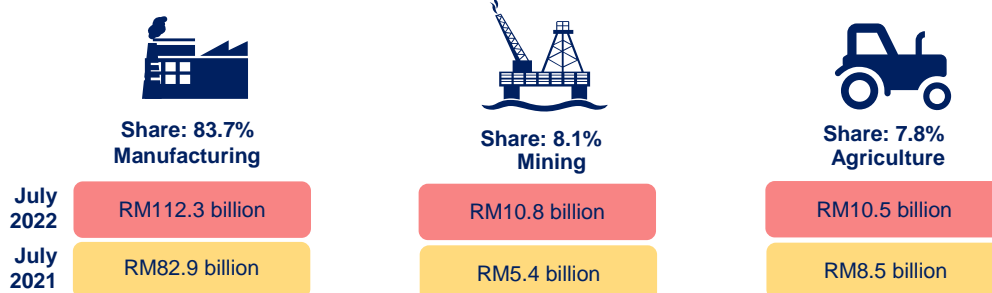 Share: 83.7%
Manufacturing
Share: 8.1%
Mining
Share: 7.8%
Agriculture
July
2022
RM112.3 billion
RM10.8 billion
RM10.5 billion
July
2021
RM82.9 billion
RM5.4 billion
RM8.5 billion